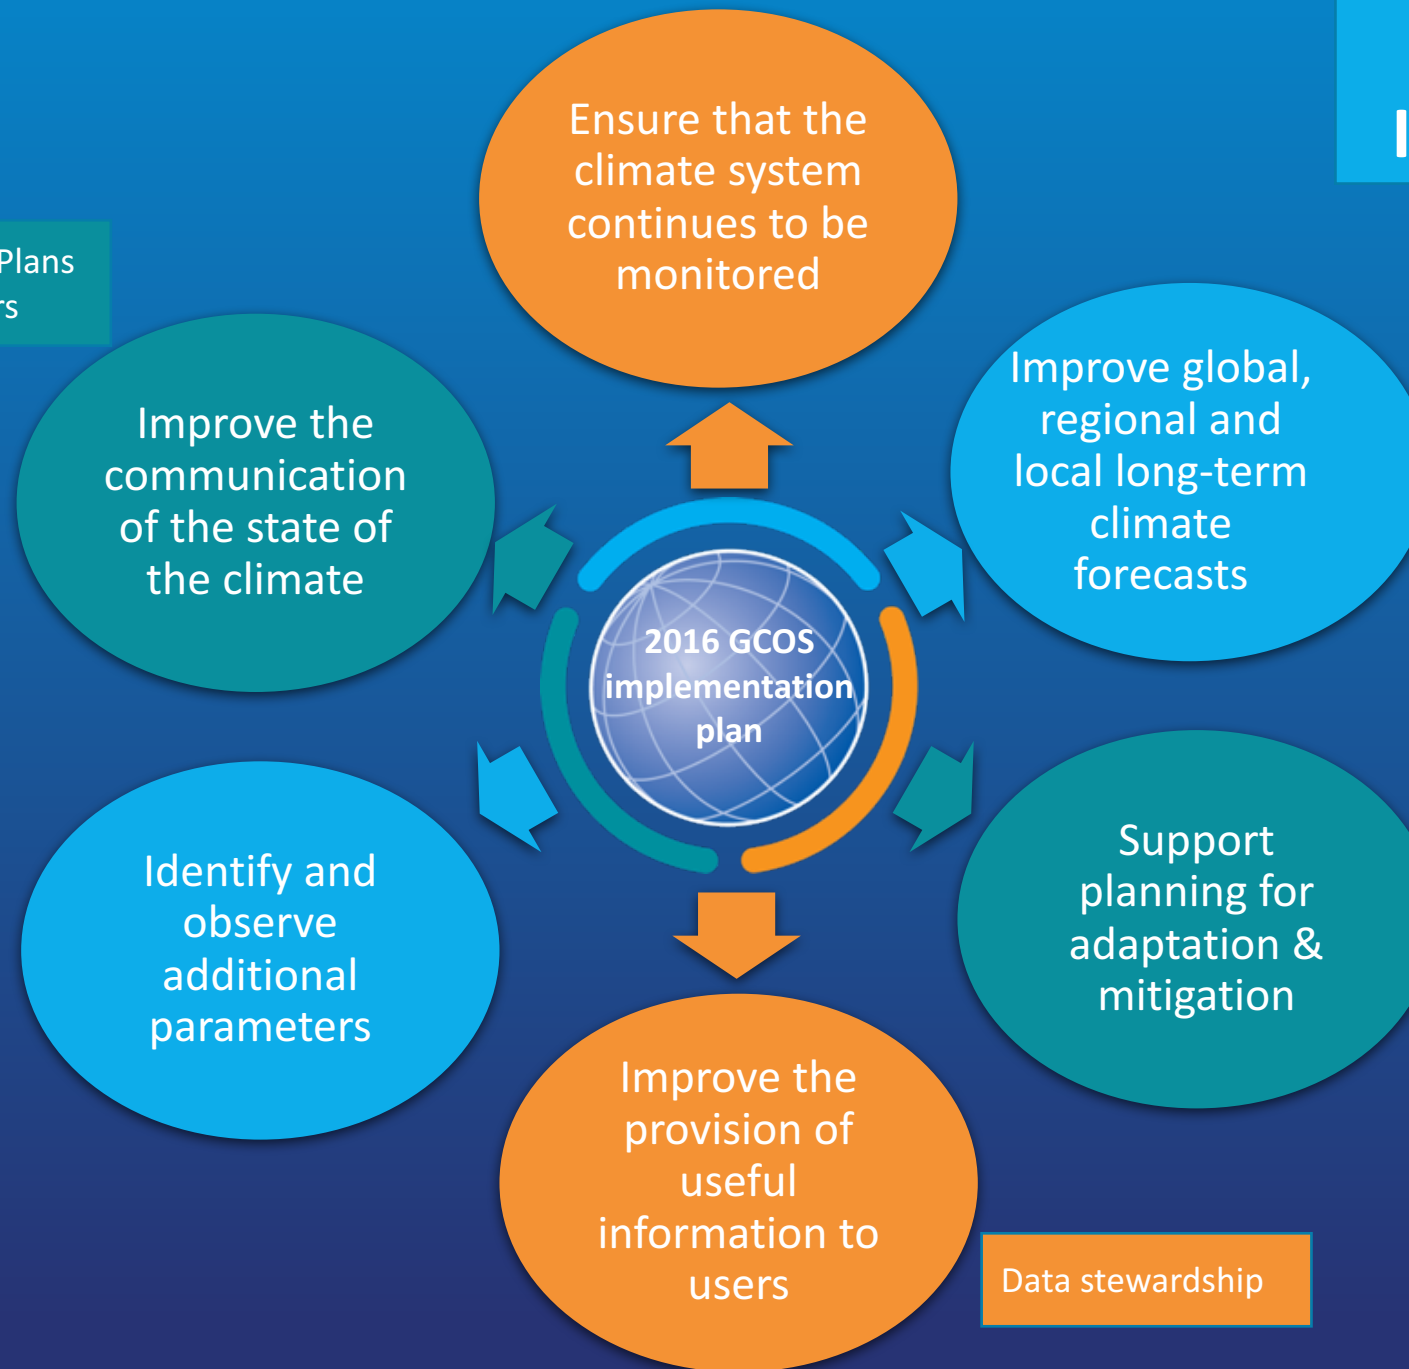 Ensure that the
climate system
continues to be
monitored
Plans
Improve global,
regional and
local long-term
climate
forecasts
Improve the
communication
of the state of
the climate
2016 GCOS
implementation
plan
Support
planning for
adaptation &
mitigation
Identify and
observe
additional
parameters
Improve the
provision of
useful
information to
users
Data stewardship